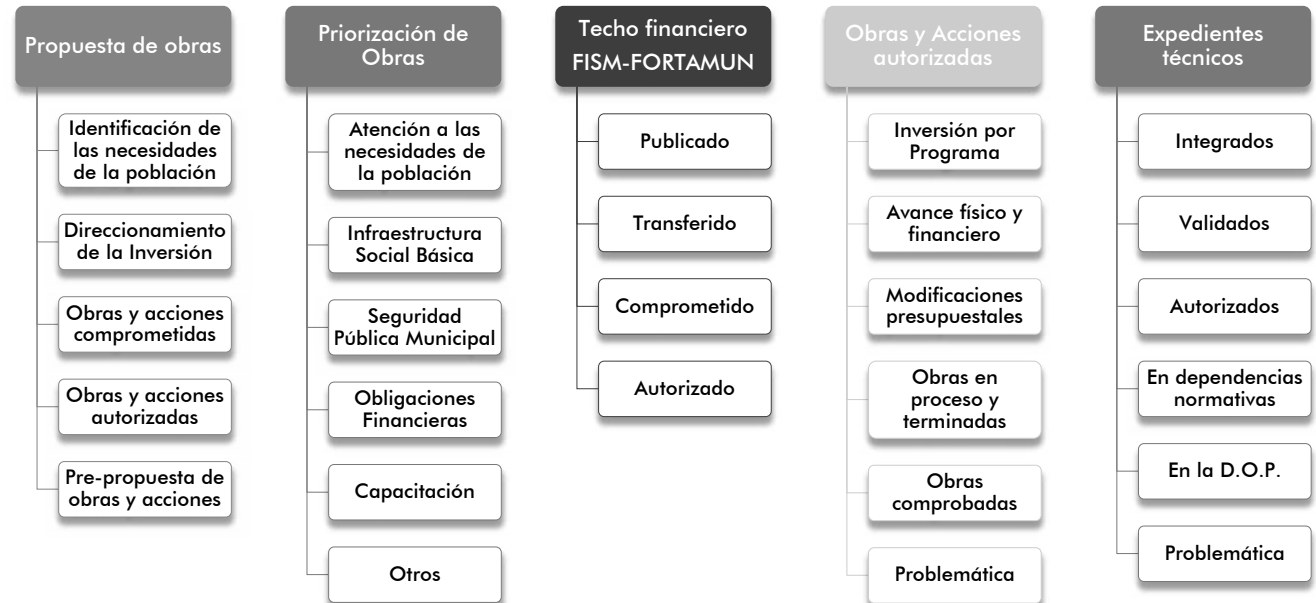 Propuesta de obras
Identificación de
las necesidades
de la población
Direccionamiento
de la Inversión
Obras y acciones
comprometidas
Obras y acciones
autorizadas
Pre-propuesta de
obras y acciones
Priorización de
Obras
Atención a las
necesidades de
la población
Infraestructura
Social Básica
Seguridad
Pública Municipal
Obligaciones
Financieras
Capacitación
Otros
Techo financiero
FISM-FORTAMUN
Publicado
Transferido
Comprometido
Autorizado
Obras y Acciones
autorizadas
Inversión por
Programa
Avance físico y
financiero
Modificaciones
presupuestales
Obras en
proceso y
terminadas
Obras
comprobadas
Problemática
Expedientes
técnicos
Integrados
Validados
Autorizados
En dependencias
normativas
En la D.O.P.
Problemática